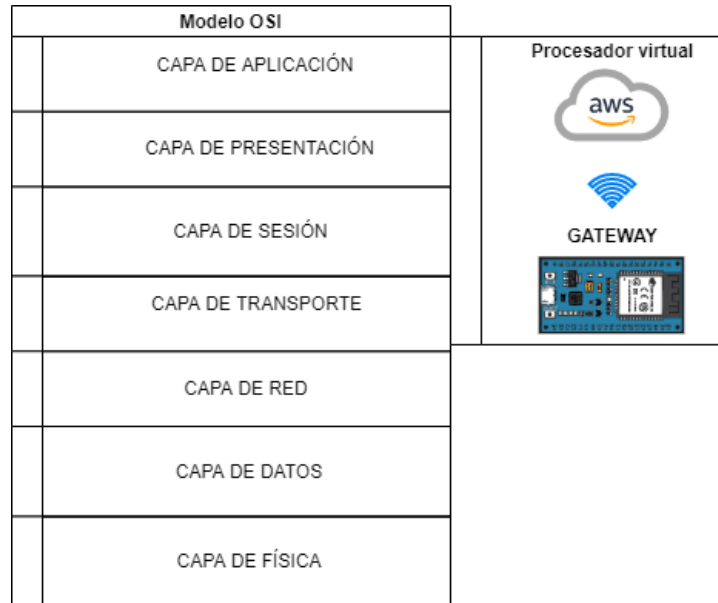 Modelo OSI
CAPA DE APLICACIÓN
CAPA DE PRESENTACIÓN
CAPA DE SESIÓN
CAPA DE TRANSPORTE
CAPA DE RED
CAPA DE DATOS
CAPA DE FÍSICA
Procesador virtual
aws
GATEWAY